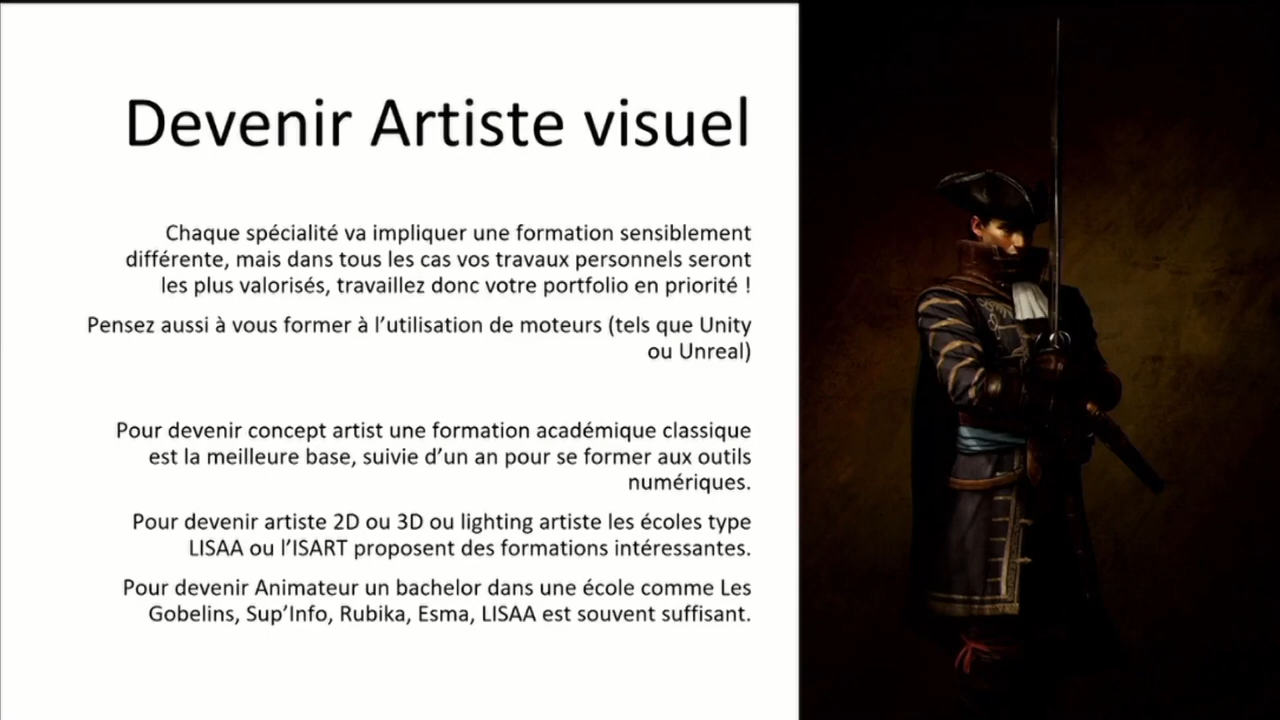 Devenir Artiste visuel
Chaque spécialité va impliquer une formation sensiblement
différente, mais dans tous les cas vos travaux personnels seront
les plus valorisés, travaillez donc votre portfolio en priorité !
Pensez aussi à vous former à l’utilisation de moteurs (tels que Unity
ou Unreal)
Pour devenir concept artist une formation académique classique
est la meilleure base, suivie d’un an pour se former aux outils
numériques.
Pour devenir artiste 2D ou 3D ou lighting artiste les écoles type
LISAA ou l’ISART proposent des formations intéressantes.
Pour devenir Animateur un bachelor dans une école comme Les
Gobelins, Sup’Info, Rubika, Esma, LISAA est souvent suffisant.